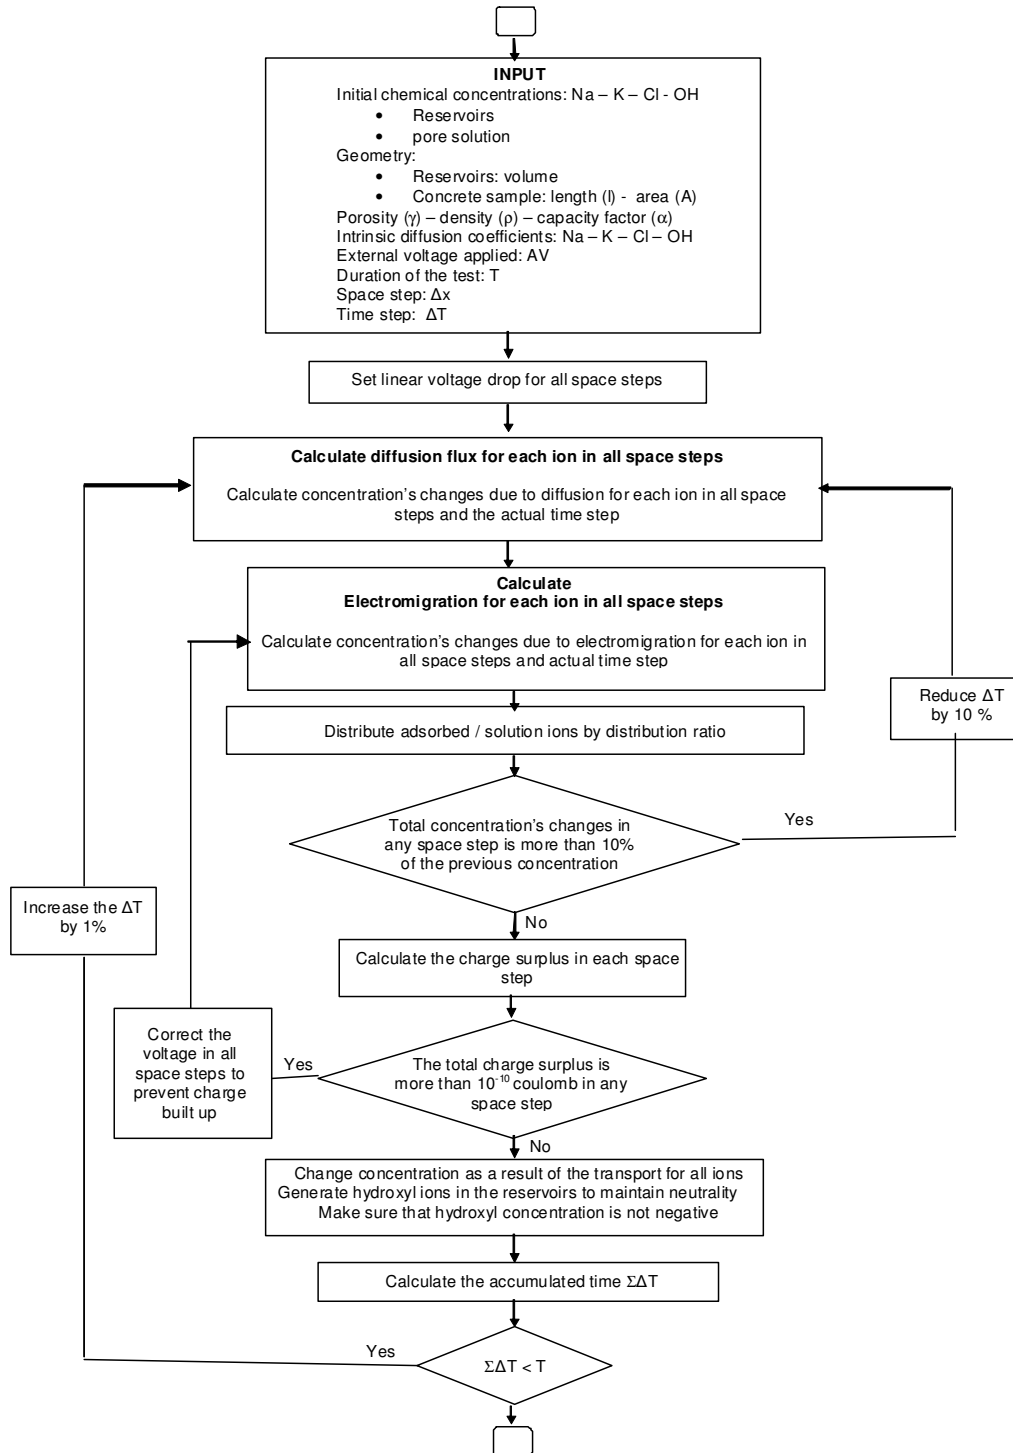 INPUT
Initial chemical concentrations: Na – K – Cl - OH
• Reservoirs
• pore solution
Geometry:
• Reservoirs: volume
• Concrete sample: length (l) - area (A)
Porosity (γ) – density (ρ) – capacity factor (α)
Intrinsic diffusion coefficients: Na – K – Cl – OH
External voltage applied: AV
Duration of the test: T
Space step: Δx
Time step: ΔT
Set linear voltage drop for all space steps
Calculate diffusion flux for each ion in all space steps
Calculate concentration's changes due to diffusion for each ion in all space
steps and the actual time step
Calculate
Electromigration for each ion in all space steps
Calculate concentration's changes due to electromigration for each ion in
all space steps and actual time step
Reduce ΔT
by 10 %
Distribute adsorbed / solution ions by distribution ratio
Total concentration's changes in
any space step is more than 10%
of the previous concentration
Yes
No
Increase the ΔT
by 1%
Calculate the charge surplus in each space
step
Correct the
voltage in all
space steps to
prevent charge
built up
Yes
The total charge surplus is
more than 10⁻¹⁰ coulomb in any
space step
No
Change concentration as a result of the transport for all ions
Generate hydroxyl ions in the reservoirs to maintain neutrality
Make sure that hydroxyl concentration is not negative
Calculate the accumulated time ΣΔT
Yes
ΣΔT < T